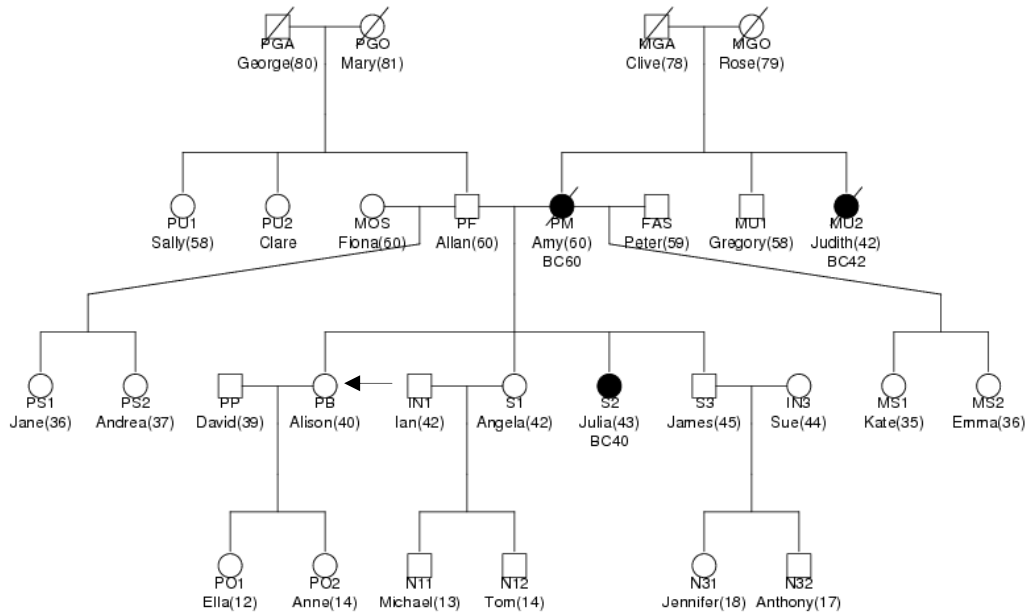 PGA PGO MGA MGO
George(80) Mary(81) Clive(78) Rose(79)
PU1 PU2 MOS PF PM FAS MU1 MU2
Sally(58) Clare Fiona(60) Allan(60) Amy(60) Peter(59) Gregory(58) Judith(42)
BC60 BC42
PS1 PS2 PP PB IN1 S1 S2 S3 IN3 MS1 MS2
Jane(36) Andrea(37) David(39) Alison(40) Ian(42) Angela(42) Julia(43) James(45) Sue(44) Kate(35) Emma(36)
BC40
PO1 PO2 N11 N12 N31 N32
Ella(12) Anne(14) Michael(13) Tom(14) Jennifer(18) Anthony(17)